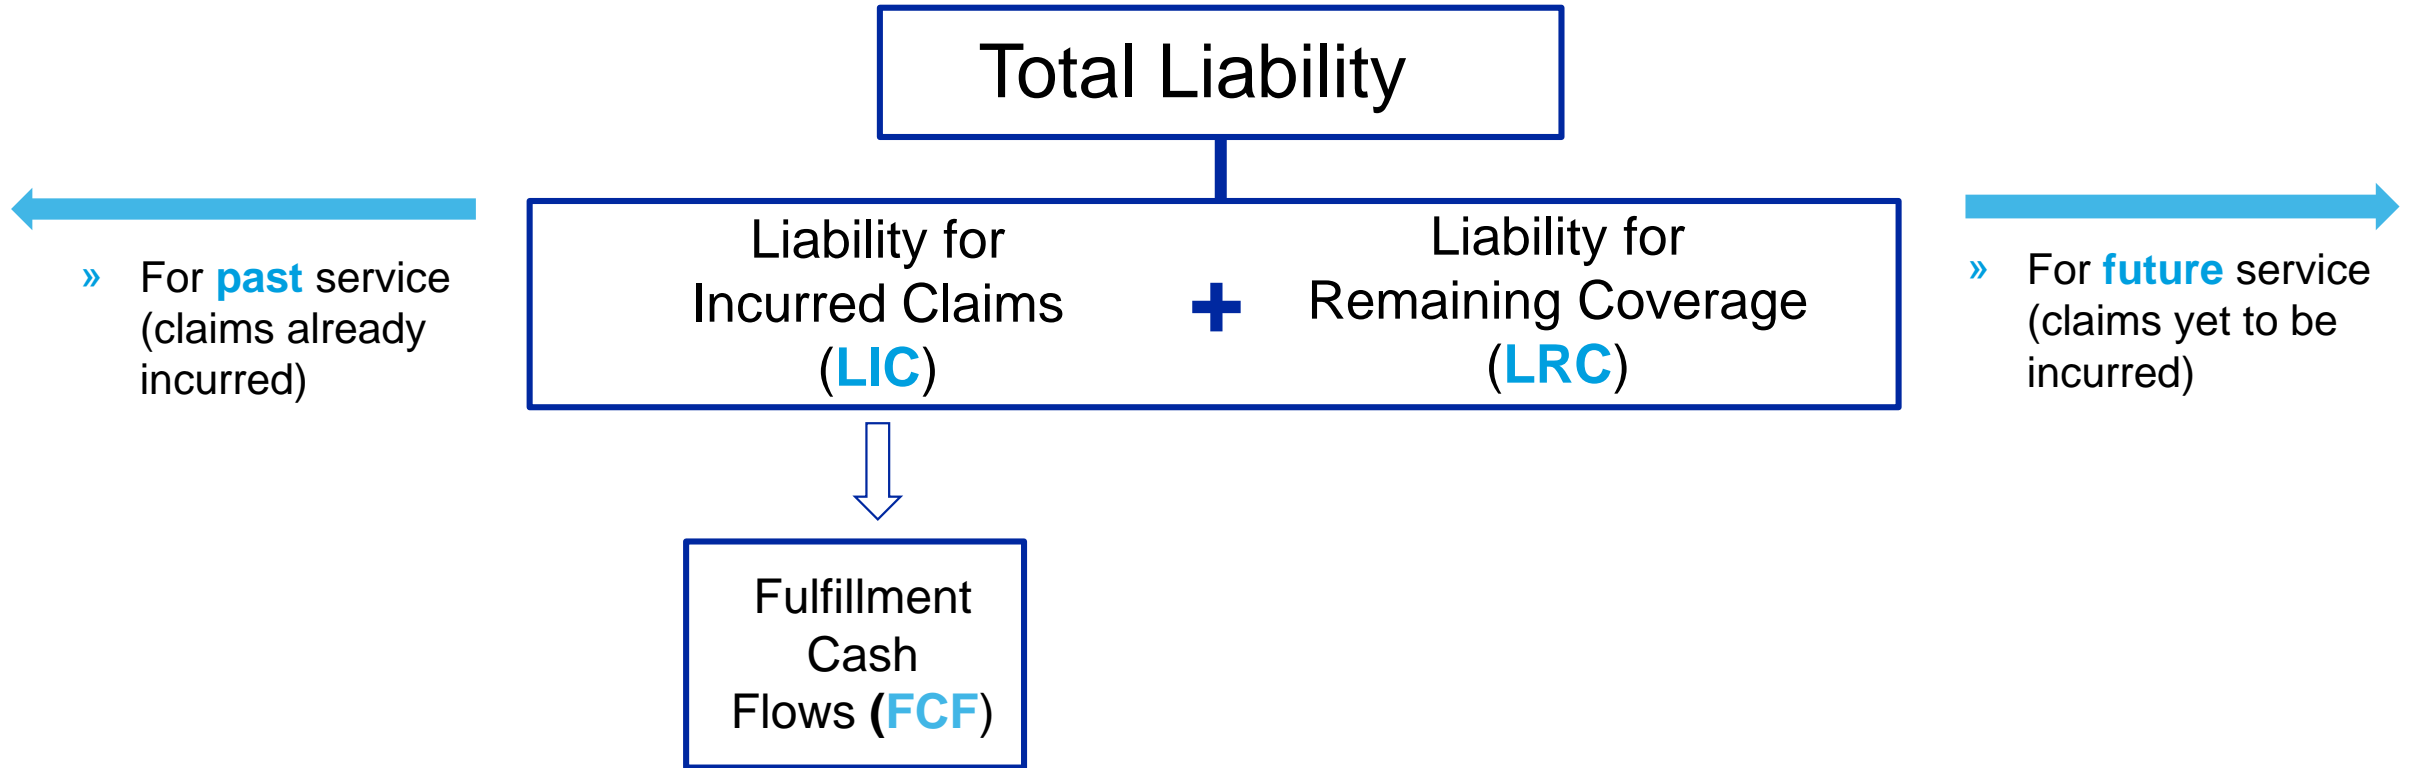 Total Liability
» For past service
(claims already
incurred)
Liability for
Incurred Claims
(LIC)
+
Liability for
Remaining Coverage
(LRC)
» For future service
(claims yet to be
incurred)
Fulfillment
Cash
Flows (FCF)